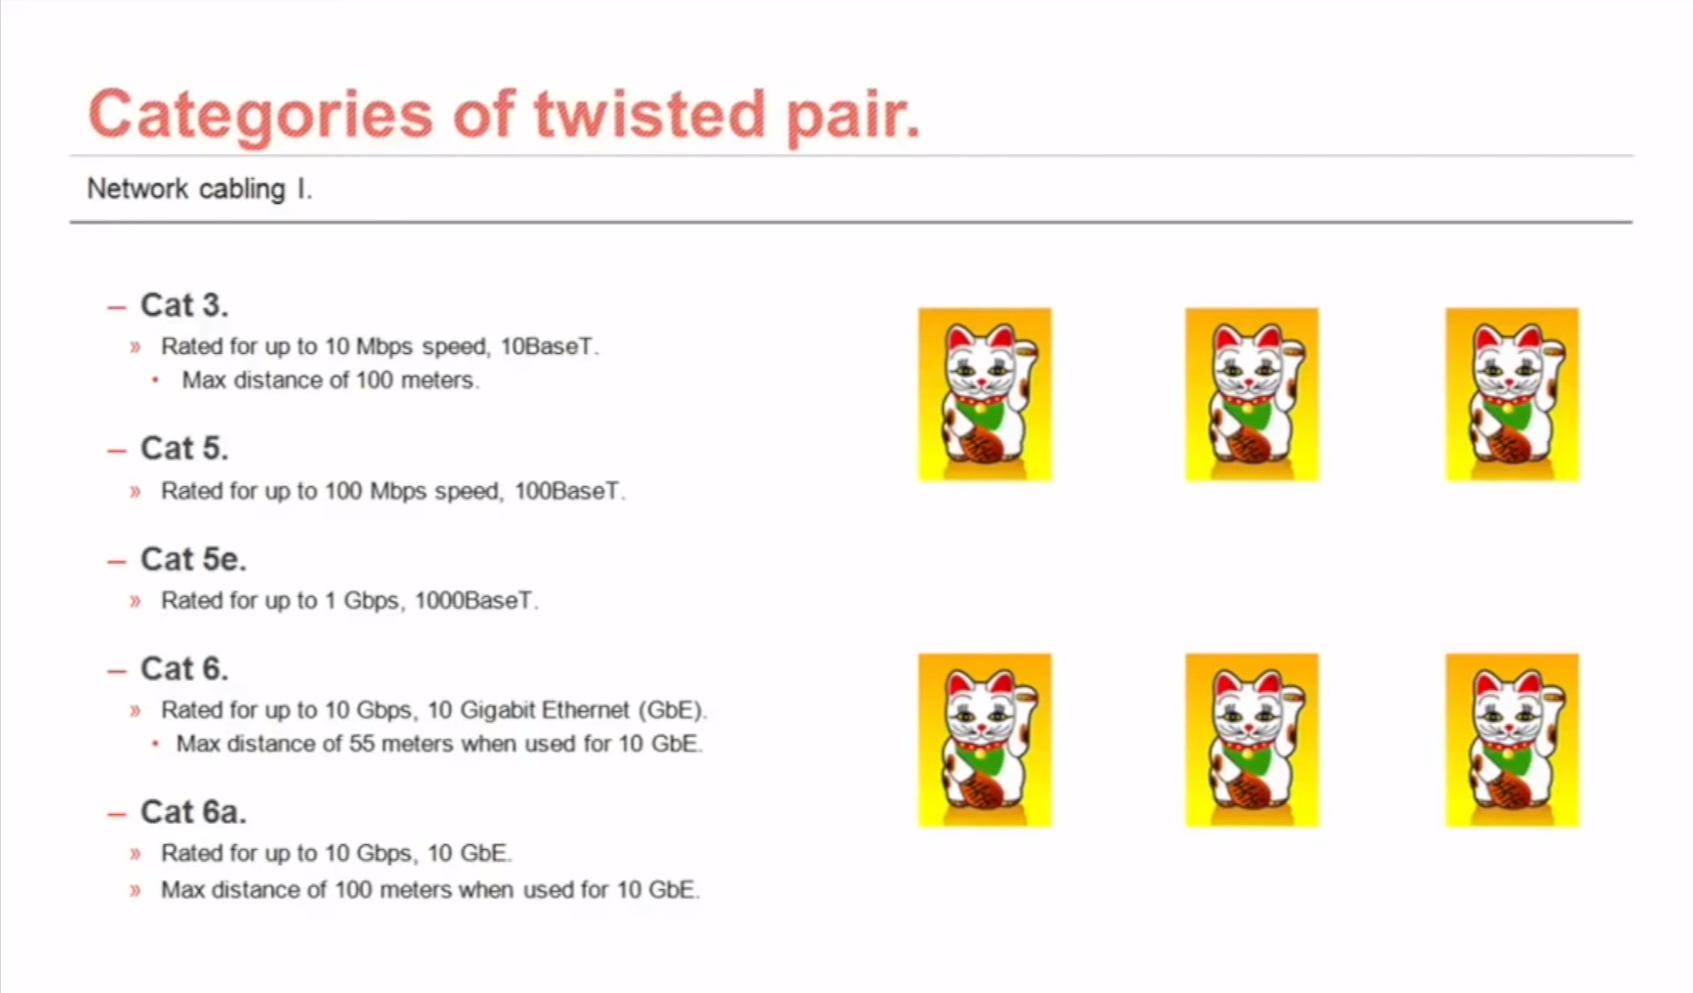 Categories of twisted pair.
Network cabling I.
– Cat 3.
» Rated for up to 10 Mbps speed, 10BaseT.
• Max distance of 100 meters.
– Cat 5.
» Rated for up to 100 Mbps speed, 100BaseT.
– Cat 5e.
» Rated for up to 1 Gbps, 1000BaseT.
– Cat 6.
» Rated for up to 10 Gbps, 10 Gigabit Ethernet (GbE).
• Max distance of 55 meters when used for 10 GbE.
– Cat 6a.
» Rated for up to 10 Gbps, 10 GbE.
» Max distance of 100 meters when used for 10 GbE.